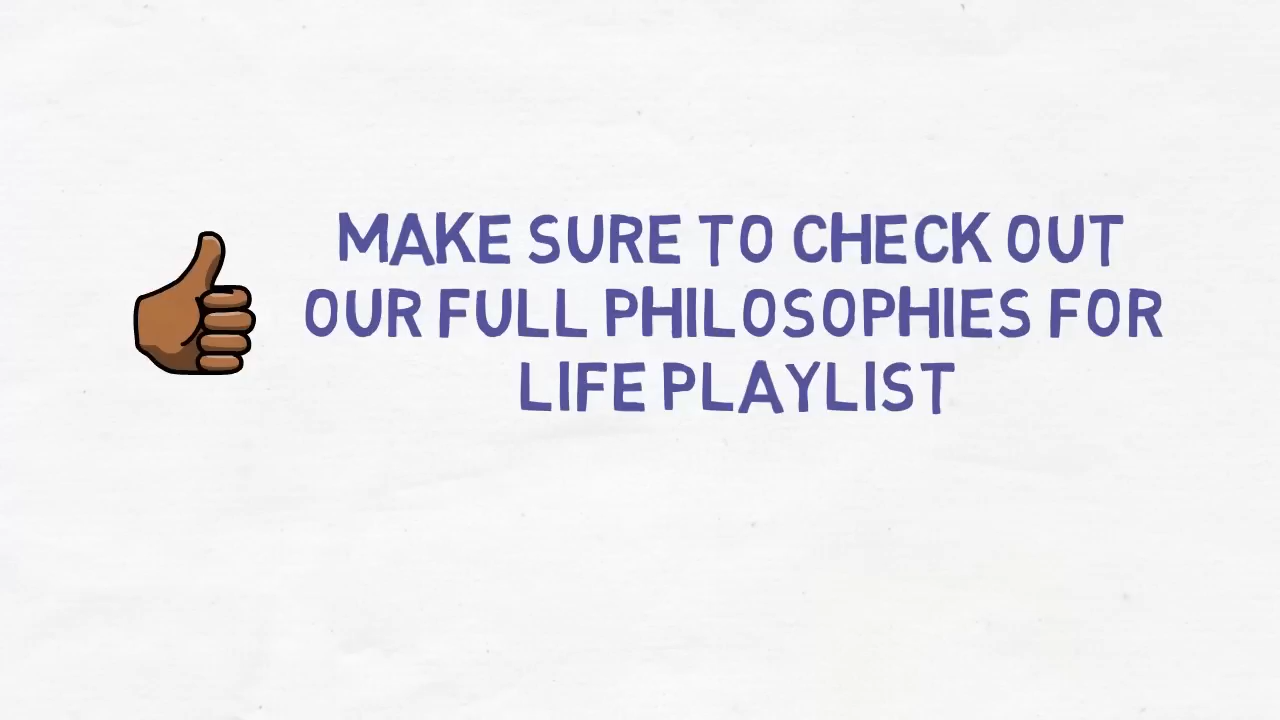 MAKE SURE TO CHECK OUT
OUR FULL PHILOSOPHIES FOR
LIFE PLAYLIST